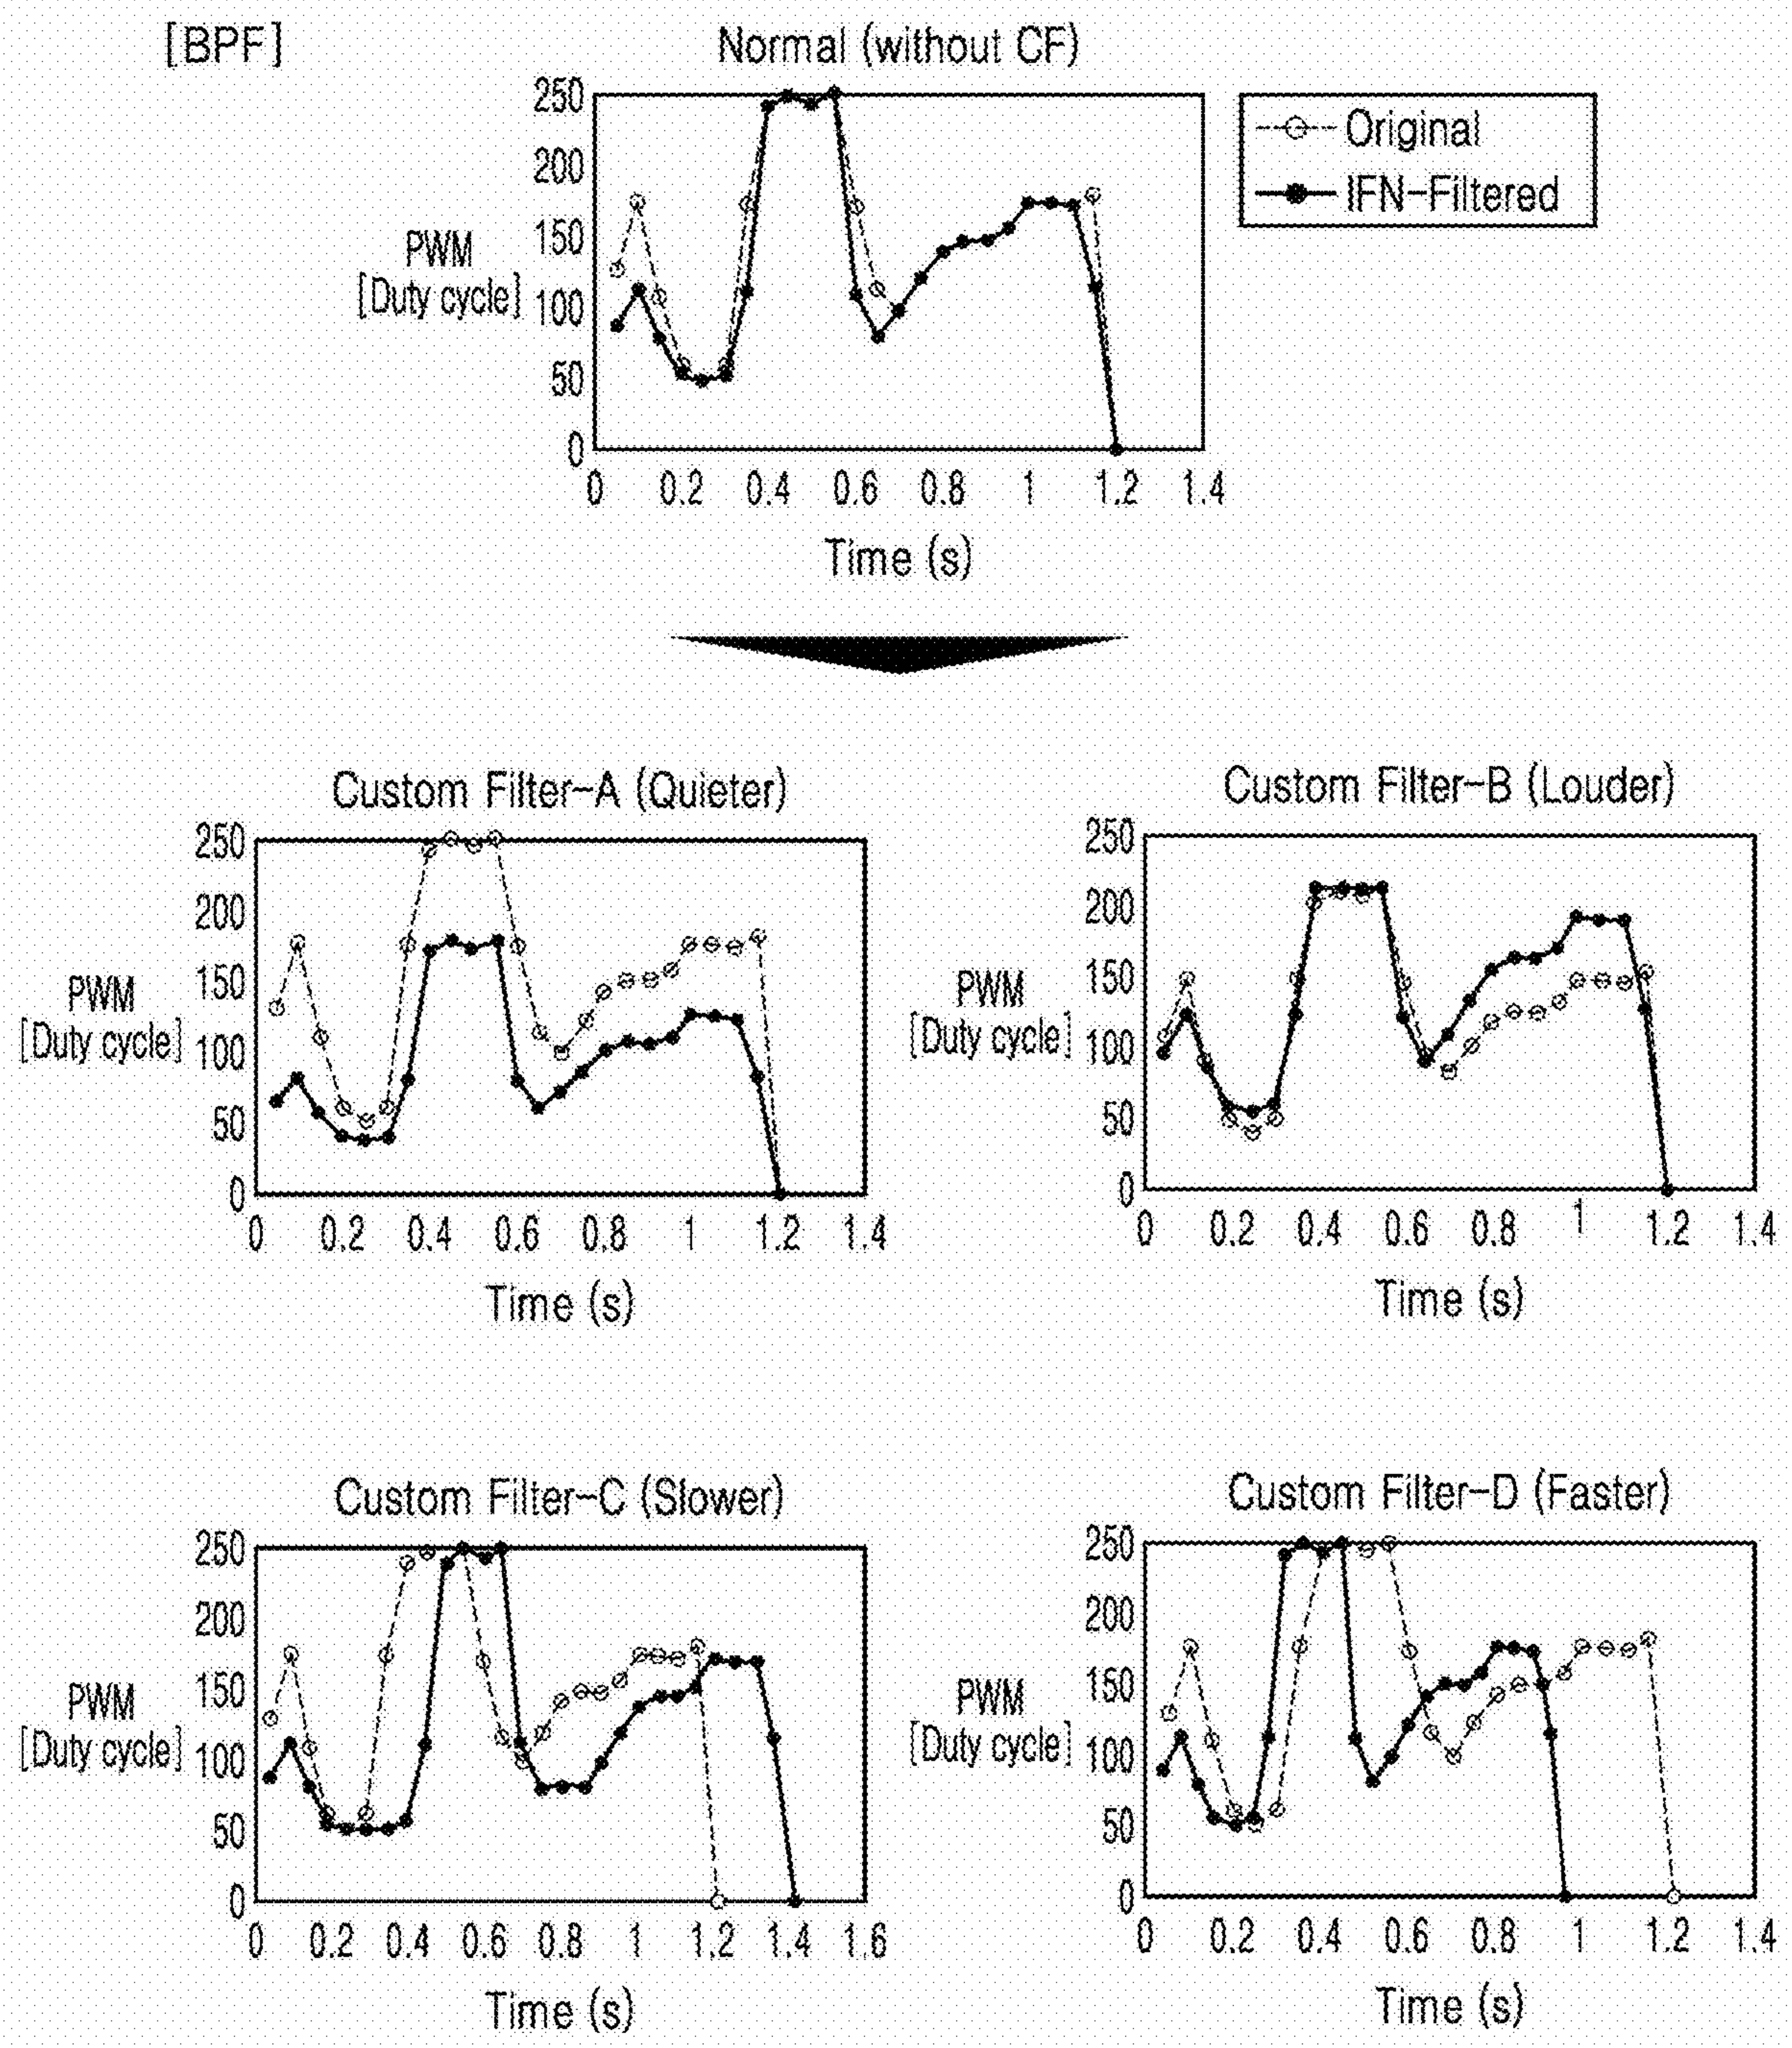 [BPF]
Normal (without CF)
250
200
150
100
50
0
PWM
[Duty cycle]
0 0.2 0.4 0.6 0.8 1 1.2 1.4
Time (s)
Original
IFN-Filtered
Custom Filter-A (Quieter)
250
200
150
100
50
0
PWM
[Duty cycle]
0 0.2 0.4 0.6 0.8 1 1.2 1.4
Time (s)
Custom Filter-B (Louder)
250
200
150
100
50
0
PWM
[Duty cycle]
0 0.2 0.4 0.6 0.8 1 1.2 1.4
Time (s)
Custom Filter-C (Slower)
250
200
150
100
50
0
PWM
[Duty cycle]
0 0.2 0.4 0.6 0.8 1 1.2 1.4 1.6
Time (s)
Custom Filter-D (Faster)
250
200
150
100
50
0
PWM
[Duty cycle]
0 0.2 0.4 0.6 0.8 1 1.2 1.4
Time (s)